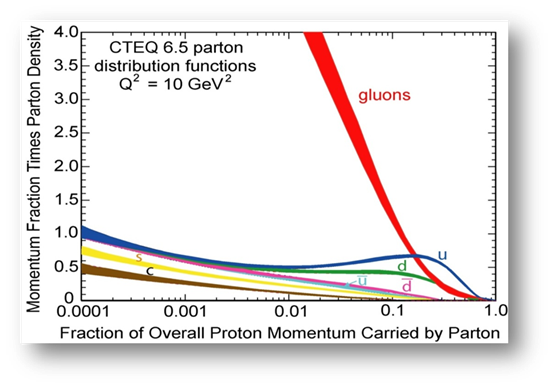 Momentum Fraction Times Parton Density
4.0
3.5
3.0
2.5
2.0
1.5
1.0
0.5
0
CTEQ 6.5 parton
distribution functions
Q² = 10 GeV²
gluons
u
d
s
c
ū
d̄
0.0001
0.001
0.01
0.1
1.0
Fraction of Overall Proton Momentum Carried by Parton